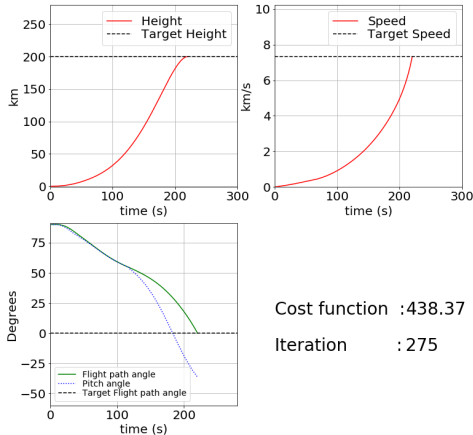 Height
Target Height
km
250
200
150
100
50
0
0 100 200 300
time (s)
Speed
Target Speed
km/s
10
8
6
4
2
0
0 100 200 300
time (s)
Degrees
75
50
25
0
−25
−50
Flight path angle
Pitch angle
Target Flight path angle
0 100 200
time (s)
Cost function :438.37
Iteration :275